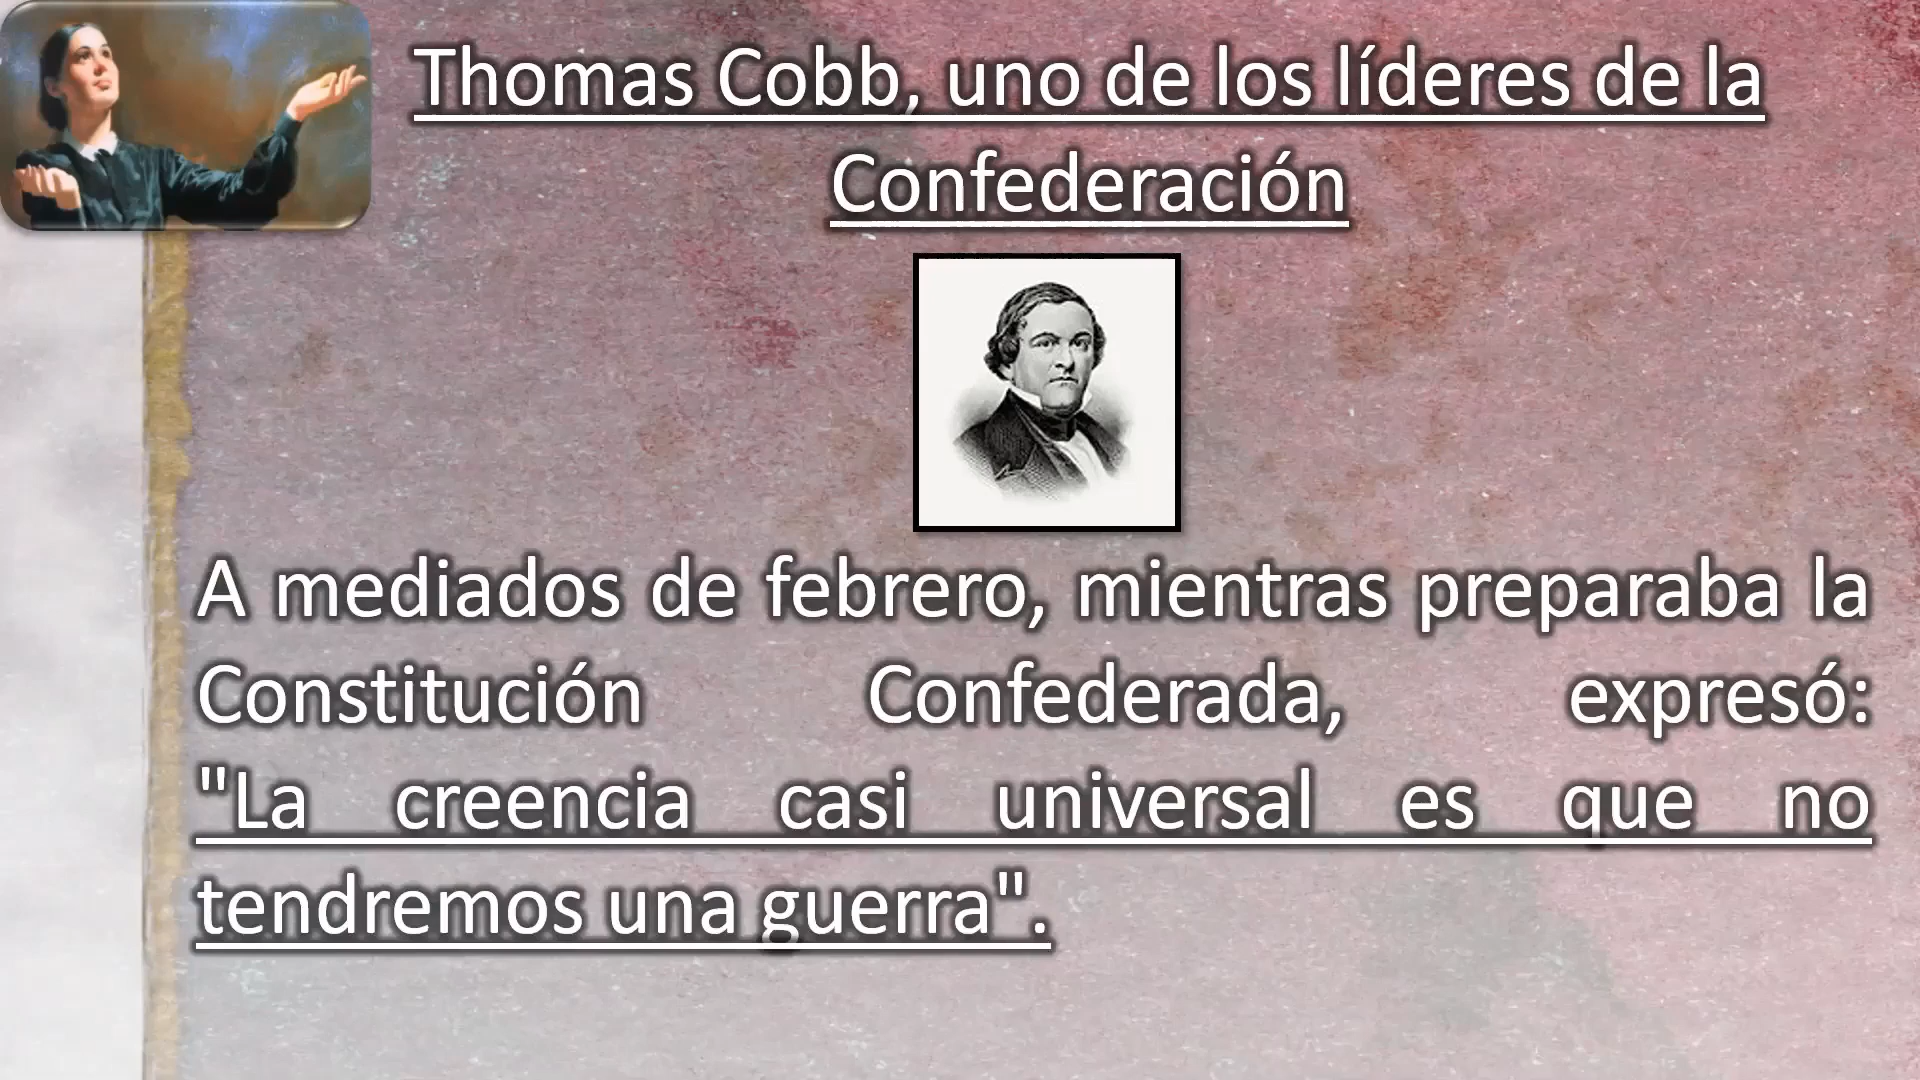 Thomas Cobb, uno de los líderes de la
Confederación
A mediados de febrero, mientras preparaba la
Constitución Confederada, expresó:
"La creencia casi universal es que no
tendremos una guerra".